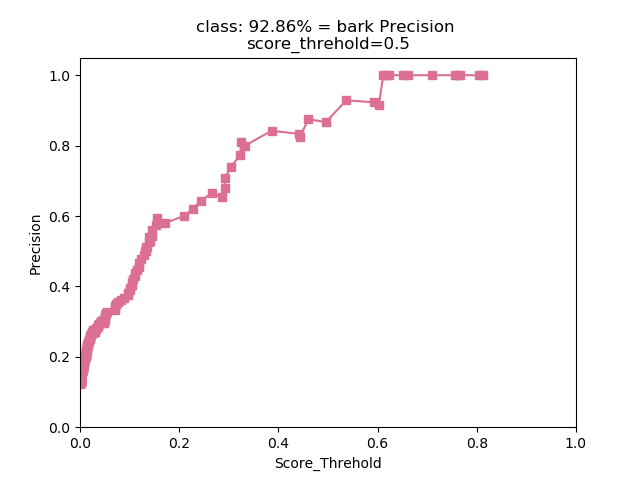 class: 92.86% = bark Precision
score_threhold=0.5
1.0
0.8
0.6
0.4
0.2
0.0
Precision
0.0 0.2 0.4 0.6 0.8 1.0
Score_Threhold